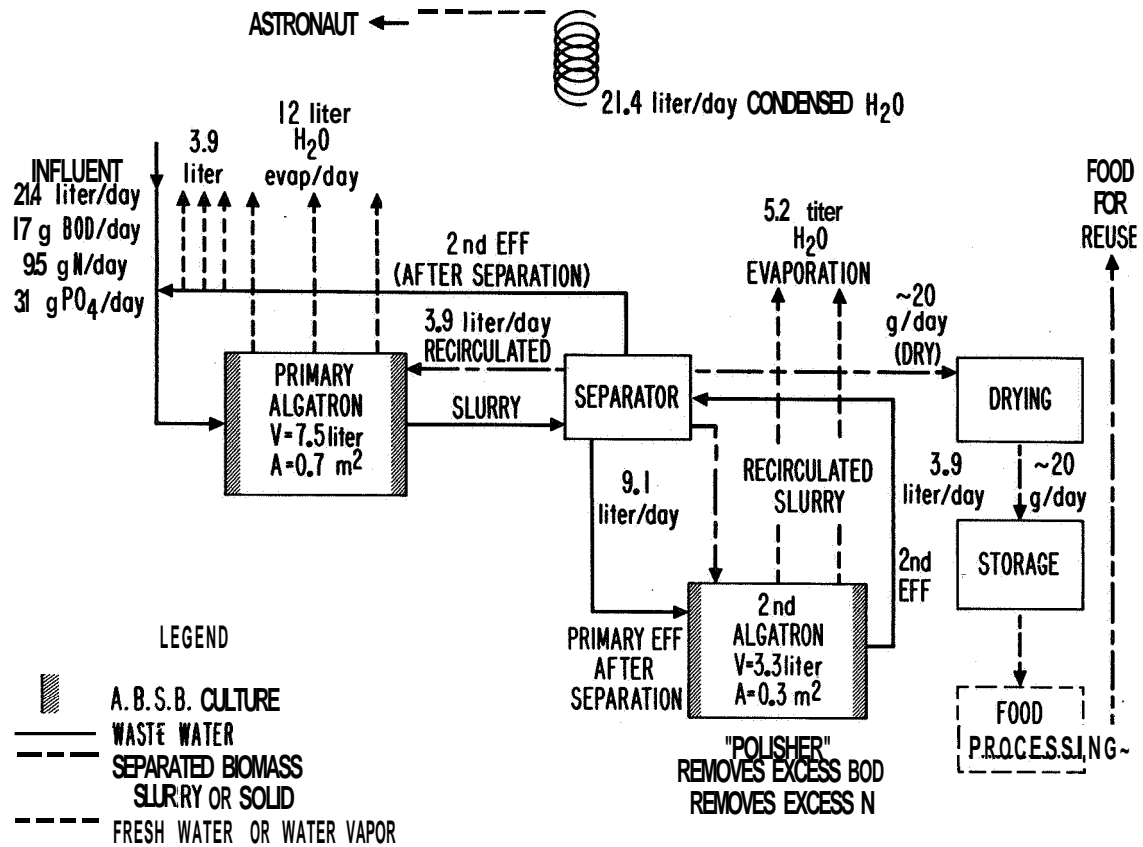 ASTRONAUT
21.4 liter/day CONDENSED H2O
12 liter
H2O
evap/day
3.9
liter
INFLUENT
21.4 liter/day
17 g BOD/day
9.5 g N/day
31 g PO4/day
2nd EFF
(AFTER SEPARATION)
3.9 liter/day
RECIRCULATED
5.2 titer
H2O
EVAPORATION
~20
g/day
(DRY)
FOOD
FOR
REUSE
PRIMARY
ALGATRON
V=7.5 liter
A=0.7 m2
SLURRY
SEPARATOR
DRYING
9.1
liter/day
RECIRCULATED
SLURRY
3.9
liter/day
~20
g/day
STORAGE
2nd
EFF
PRIMARY EFF
AFTER
SEPARATION
2nd
ALGATRON
V=3.3 liter
A=0.3 m2
FOOD
PROCESSING~
"POLISHER"
REMOVES EXCESS BOD
REMOVES EXCESS N
LEGEND
A.B.S.B. CULTURE
WASTE WATER
SEPARATED BIOMASS
SLURRY OR SOLID
FRESH WATER OR WATER VAPOR